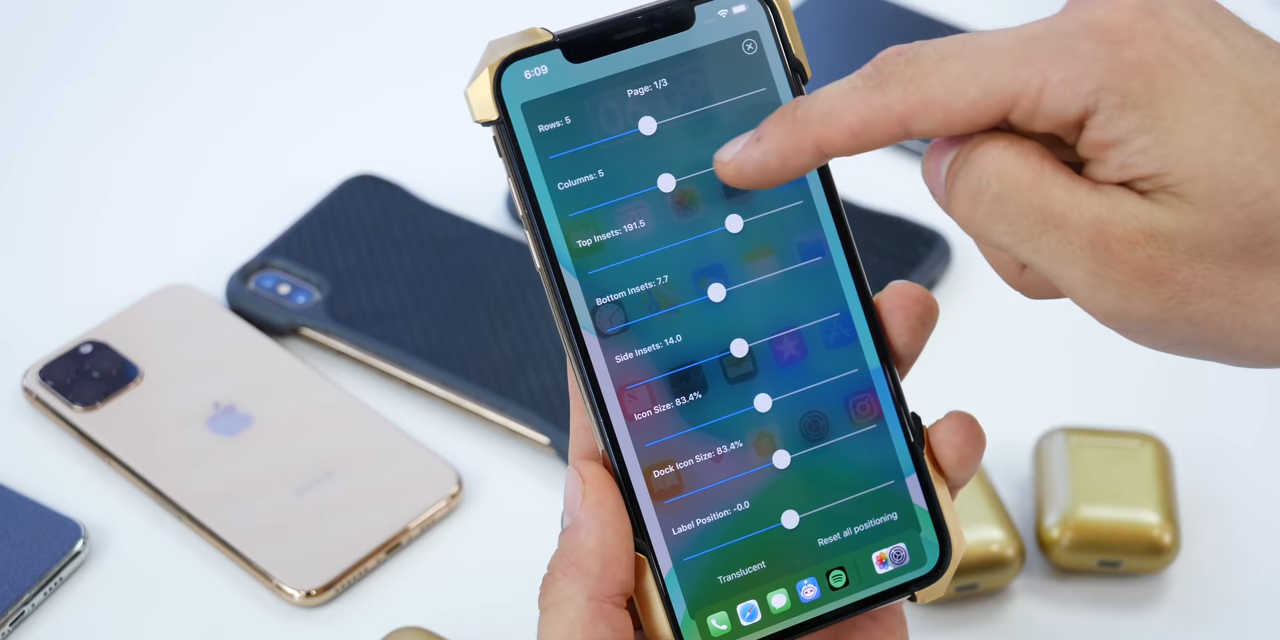 6:09
Page: 1/3
Rows: 5
Columns: 5
Top Insets: 191.5
Bottom Insets: 7.7
Side Insets: 14.0
Icon Size: 83.4%
Dock Icon Size: 83.4%
Label Position: -0.0
Reset all positioning
Translucent